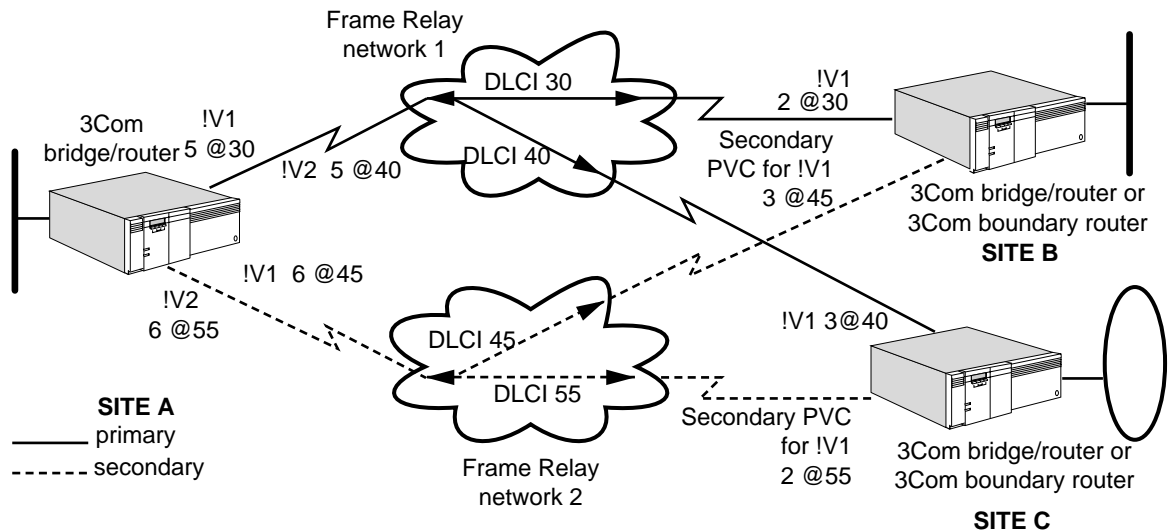 Frame Relay
network 1
DLCI 30
!V1
2 @30
3Com
bridge/router
!V1
5 @30
!V2 5 @40
DLCI 40
Secondary
PVC for !V1
3 @45
3Com bridge/router or
3Com boundary router
SITE B
!V1 6 @45
!V2
6 @55
DLCI 45
!V1 3@40
DLCI 55
SITE A
primary
secondary
Secondary PVC
for !V1
2 @55
Frame Relay
network 2
3Com bridge/router or
3Com boundary router
SITE C